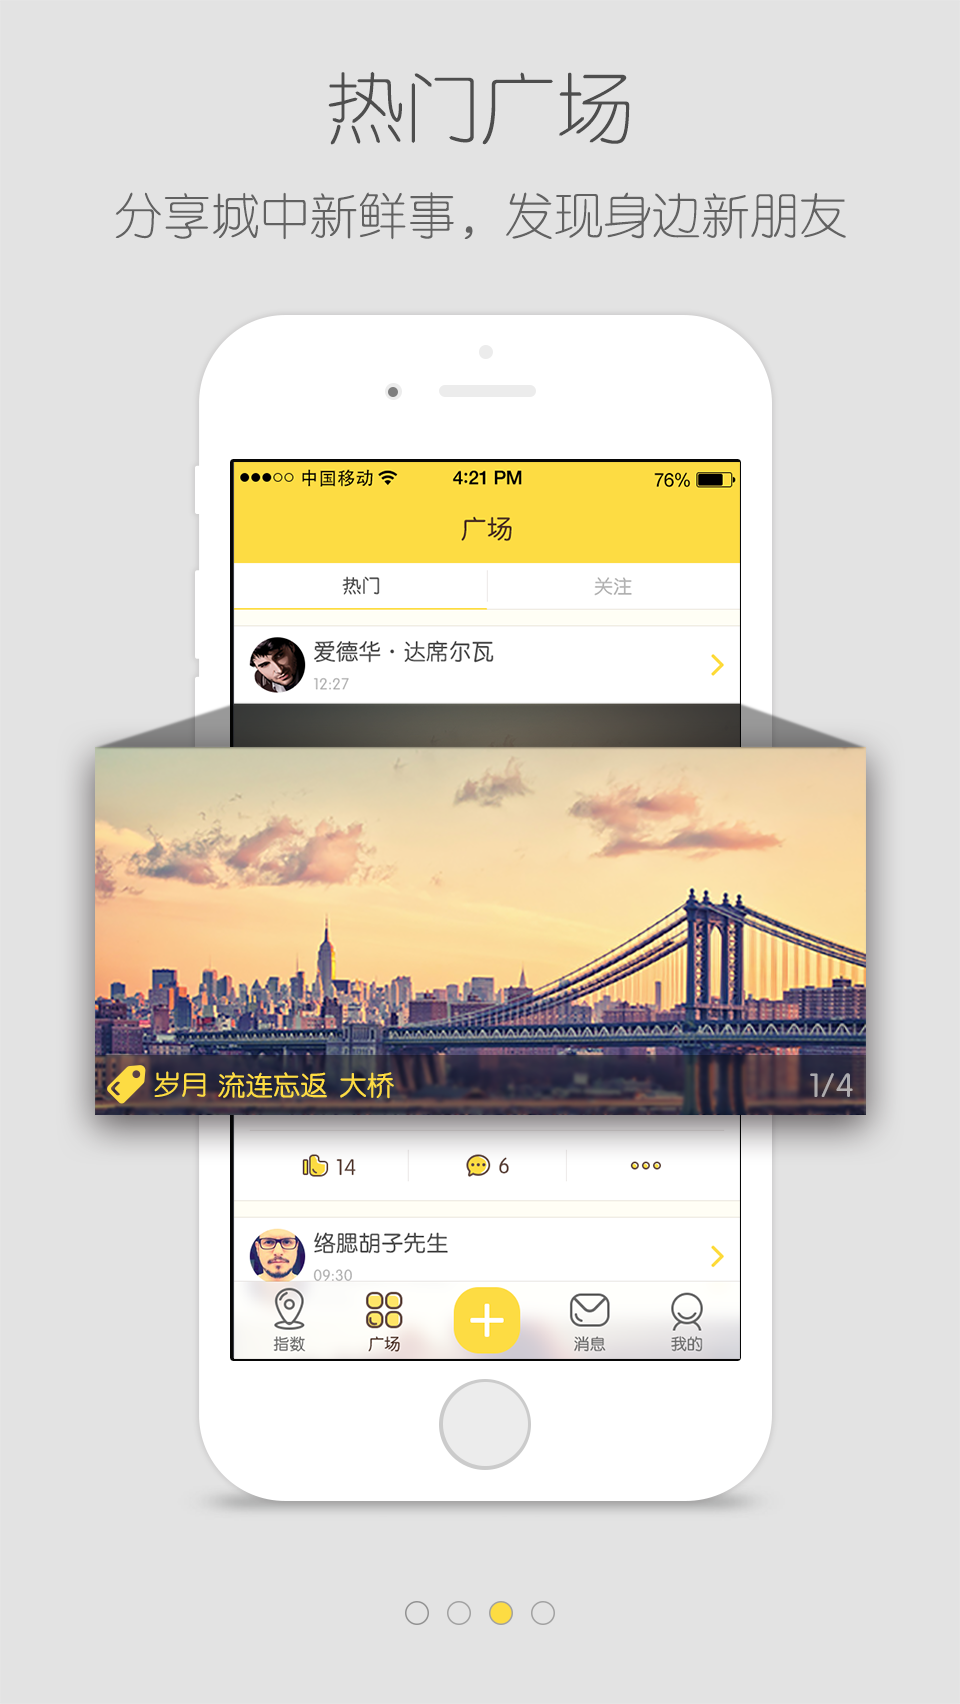 热门广场
分享城中新鲜事，发现身边新朋友
中国移动 4:21 PM 76%
广场
热门 关注
爱德华·达席尔瓦
12:27
岁月 流连忘返 大桥 1/4
14 6
络腮胡子先生
09:30
指数 广场 消息 我的